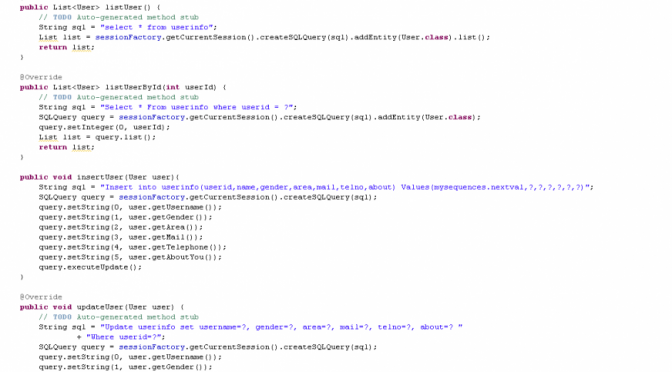 public List<User> listUser() {
// TODO Auto-generated method stub
String sql = "select * from userinfo";
List list = sessionFactory.getCurrentSession().createSQLQuery(sql).addEntity(User.class).list();
return list;
}
@Override
public List<User> listUserById(int userId) {
// TODO Auto-generated method stub
String sql = "Select * From userinfo where userid = ?";
SQLQuery query = sessionFactory.getCurrentSession().createSQLQuery(sql).addEntity(User.class);
query.setInteger(0, userId);
List list = query.list();
return list;
}
public void insertUser(User user){
String sql = "Insert into userinfo(userid,name,gender,area,mail,telno,about) Values(mysequences.nextval,?,?,?,?,?,?)";
SQLQuery query = sessionFactory.getCurrentSession().createSQLQuery(sql);
query.setString(0, user.getUsername());
query.setString(1, user.getGender());
query.setString(2, user.getArea());
query.setString(3, user.getMail());
query.setString(4, user.getTelephone());
query.setString(5, user.getAboutYou());
query.executeUpdate();
}
@Override
public void updateUser(User user) {
// TODO Auto-generated method stub
String sql = "Update userinfo set username=?, gender=?, area=?, mail=?, telno=?, about=? "
+ "Where userid=?";
SQLQuery query = sessionFactory.getCurrentSession().createSQLQuery(sql);
query.setString(0, user.getUsername());
query.setString(1, user.getGender());